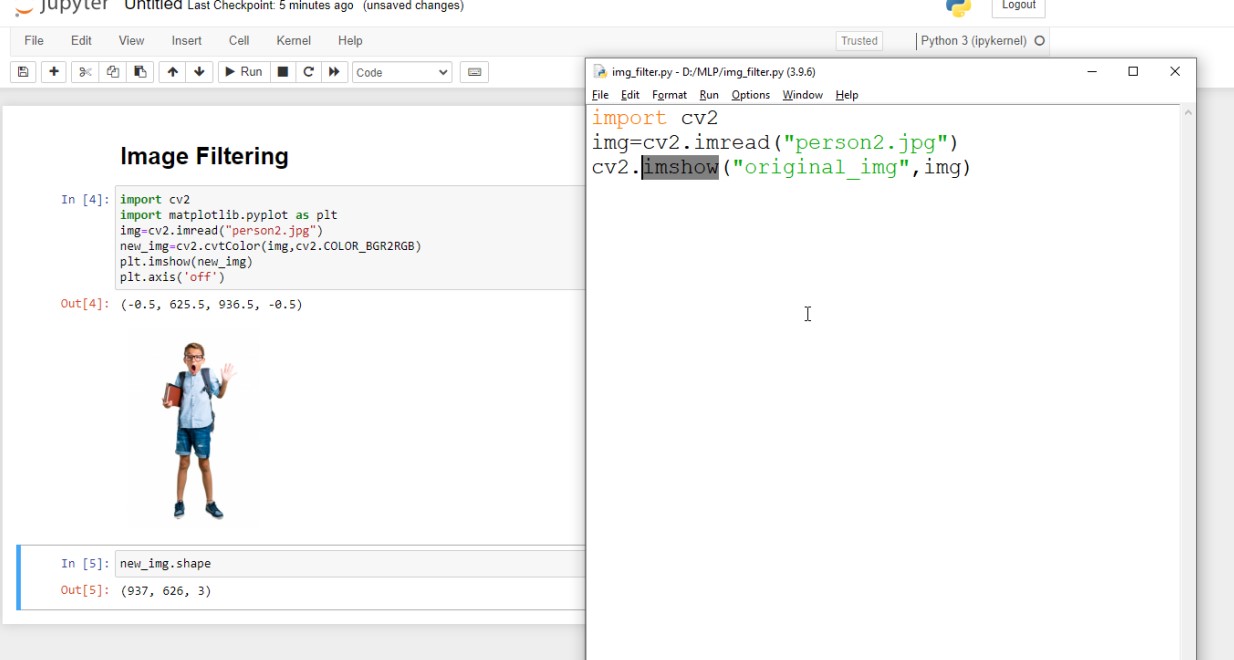 jupyter Untitled Last Checkpoint: 5 minutes ago (unsaved changes)
Logout
File Edit View Insert Cell Kernel Help
Trusted
Python 3 (ipykernel)
Run
Code
Image Filtering
In [4]:
import cv2
import matplotlib.pyplot as plt
img=cv2.imread("person2.jpg")
new_img=cv2.cvtColor(img,cv2.COLOR_BGR2RGB)
plt.imshow(new_img)
plt.axis('off')
Out[4]: (-0.5, 625.5, 936.5, -0.5)
In [5]: new_img.shape
Out[5]: (937, 626, 3)
img_filter.py - D:/MLP/img_filter.py (3.9.6)
File Edit Format Run Options Window Help
import cv2
img=cv2.imread("person2.jpg")
cv2.imshow("original_img",img)